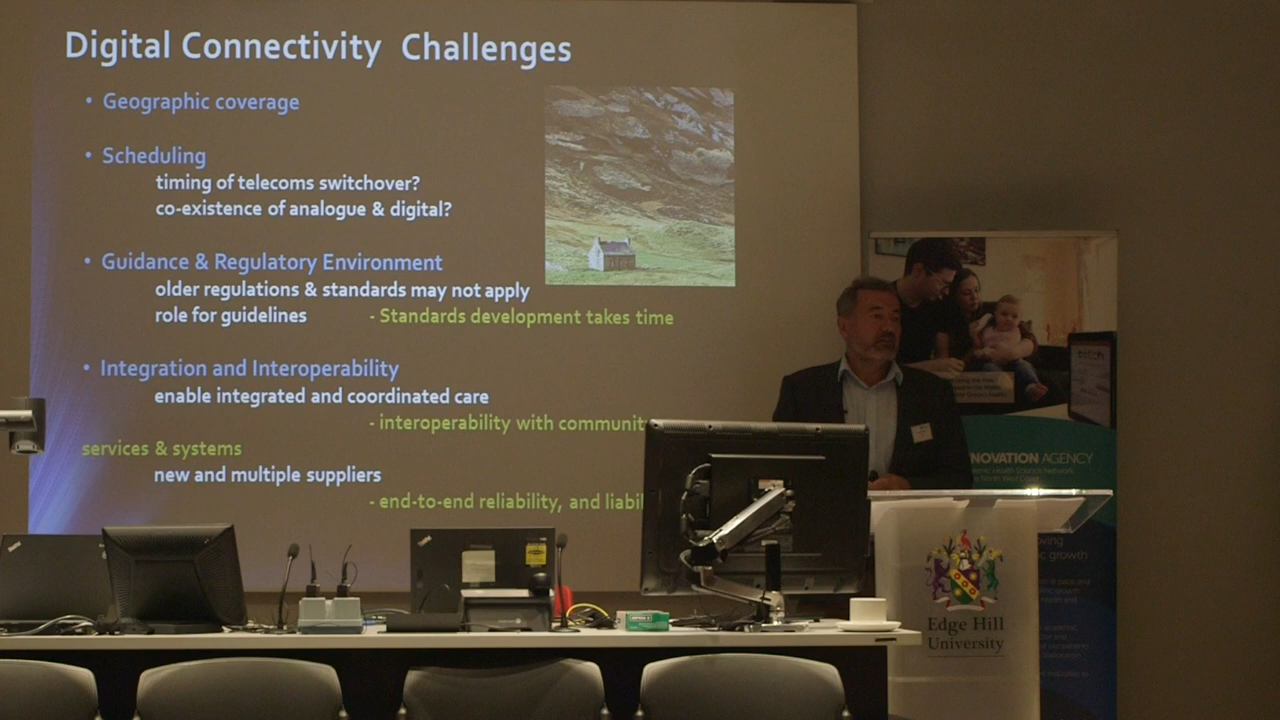 Digital Connectivity Challenges
• Geographic coverage
• Scheduling
timing of telecoms switchover?
co-existence of analogue & digital?
• Guidance & Regulatory Environment
older regulations & standards may not apply
role for guidelines - Standards development takes time
• Integration and Interoperability
enable integrated and coordinated care
- interoperability with communit
services & systems
new and multiple suppliers
- end-to-end reliability, and liabil
NOVATION AGENCY
Edge Hill
University